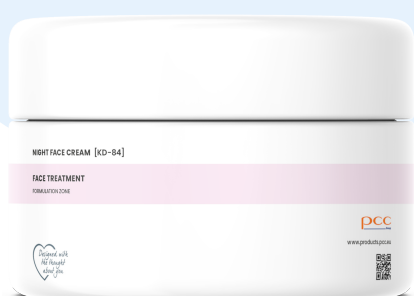 NIGHT FACE CREAM [KD-84]
FACE TREATMENT
FORMULATION ZONE
pcc
www.products.pcc.eu
Designed with
the thought
about you